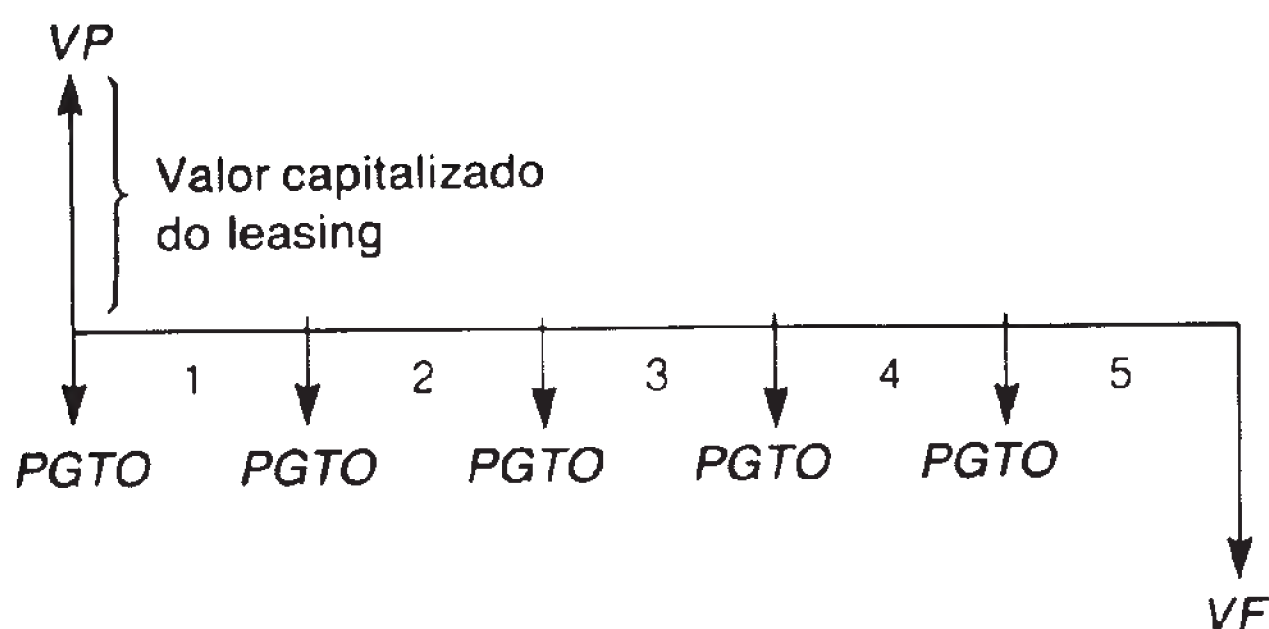 VP
Valor capitalizado
do leasing
1 2 3 4 5
PGTO PGTO PGTO PGTO PGTO
VF